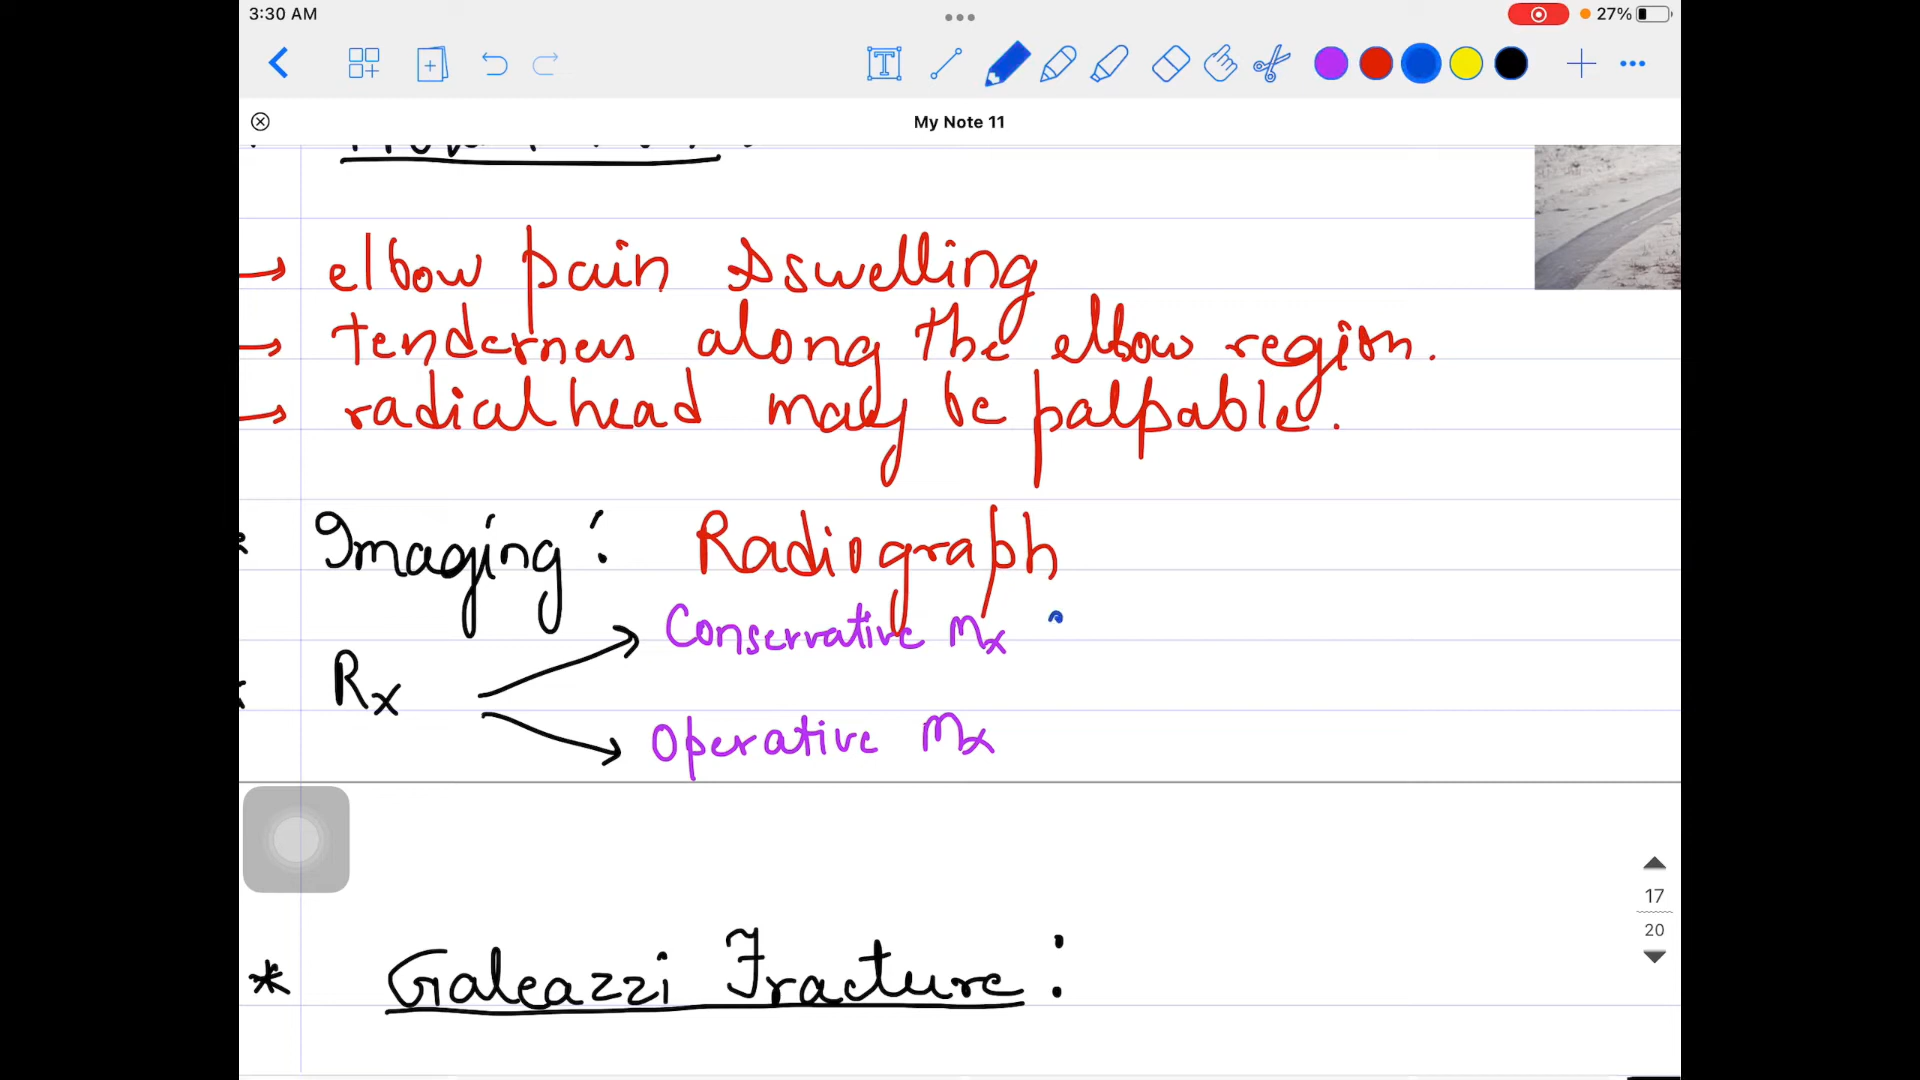 3:30 AM
27%
T
My Note 11
→ elbow pain & swelling
→ tenderness along the elbow region.
→ radial head may be palpable.
Imaging : Radiograph
Conservative Mx
Rx
Operative Mx
17
20
* Galeazzi Fracture :